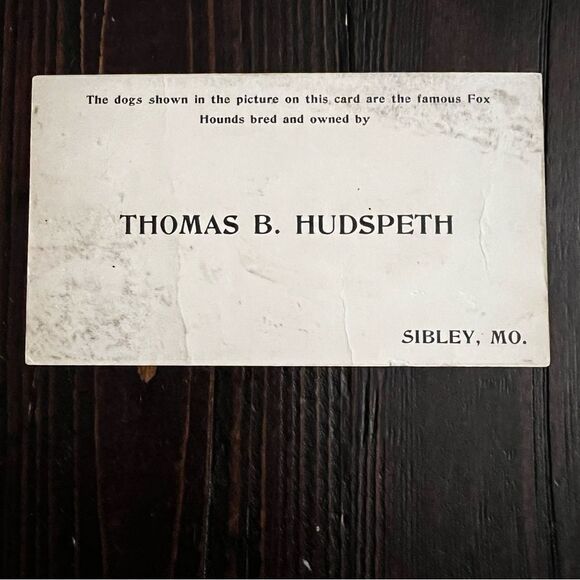 The dogs shown in the picture on this card are the famous Fox
Hounds bred and owned by
THOMAS B. HUDSPETH
SIBLEY, MO.